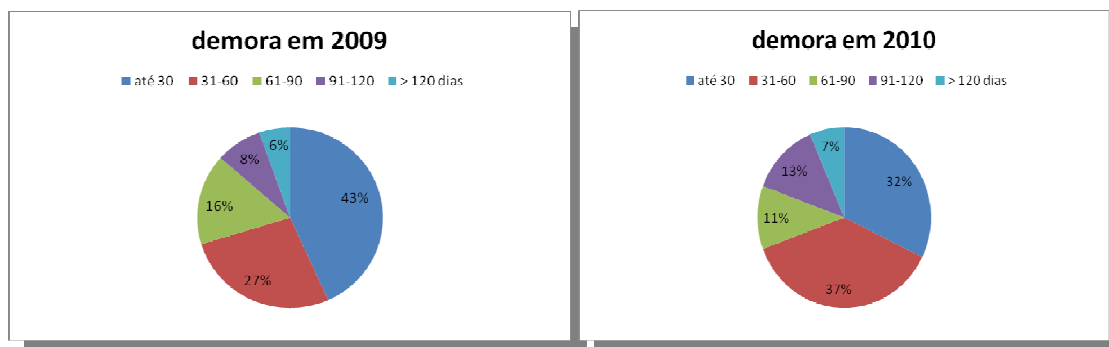 demora em 2009
até 30 31-60 61-90 91-120 > 120 dias
6%
8%
43%
16%
27%
demora em 2010
até 30 31-60 61-90 91-120 > 120 dias
7%
13%
32%
11%
37%